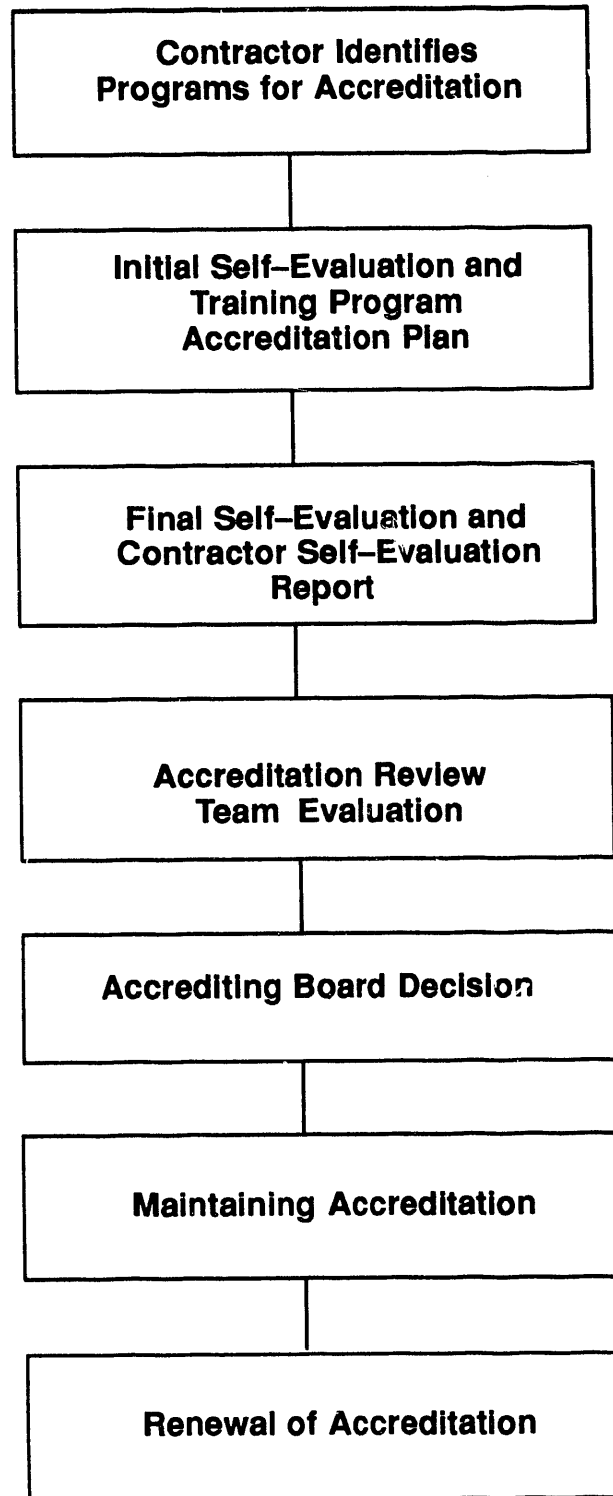 Contractor Identifies
Programs for Accreditation
Initial Self-Evaluation and
Training Program
Accreditation Plan
Final Self-Evaluation and
Contractor Self-Evaluation
Report
Accreditation Review
Team Evaluation
Accrediting Board Decision
Maintaining Accreditation
Renewal of Accreditation